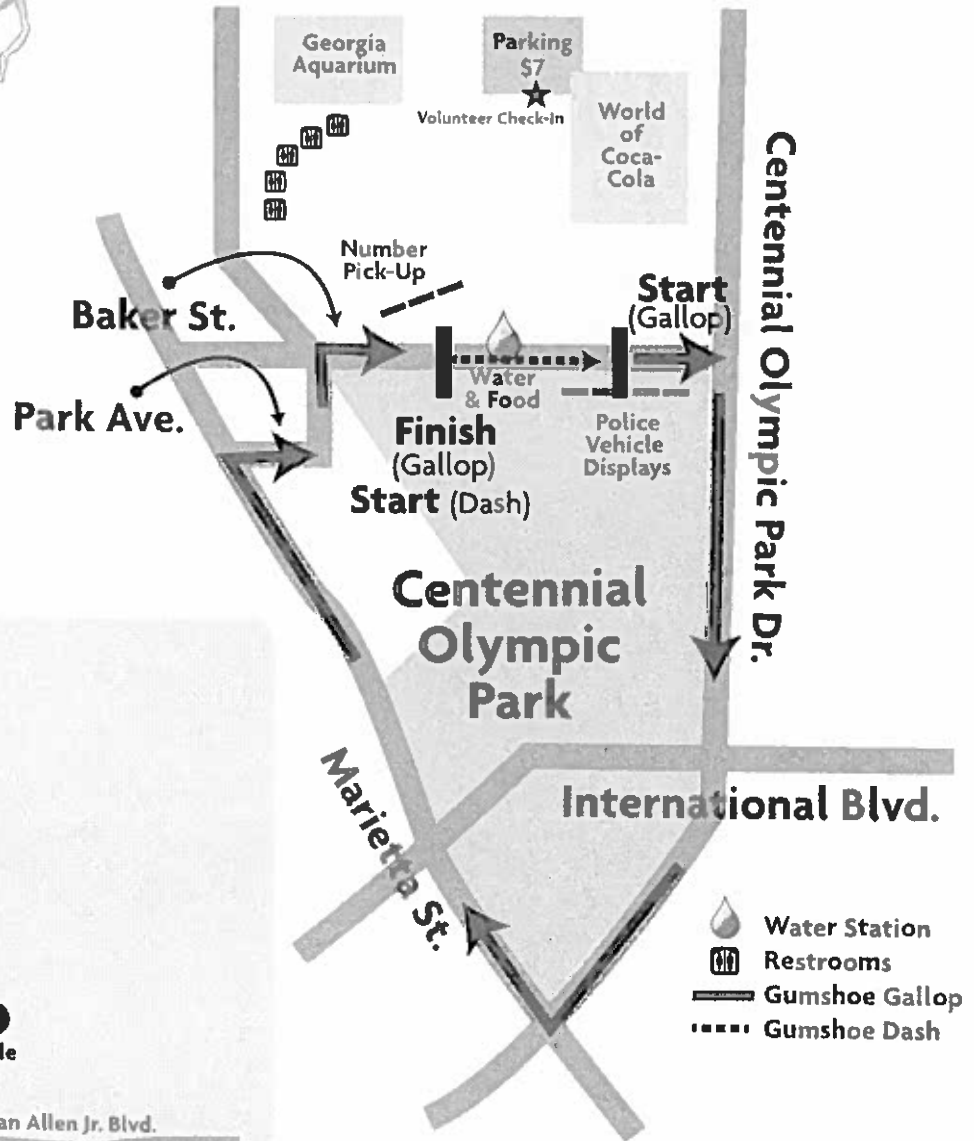 Georgia
Aquarium
Parking
$7
Volunteer Check-In
World
of
Coca-
Cola
Centennial Olympic Park Dr.
Number
Pick-Up
Baker St.
Start
(Gallop)
Park Ave.
Water
& Food
Finish
(Gallop)
Start (Dash)
Police
Vehicle
Displays
Centennial
Olympic
Park
Marietta St.
International Blvd.
Water Station
Restrooms
Gumshoe Gallop
Gumshoe Dash
le
an Allen Jr. Blvd.